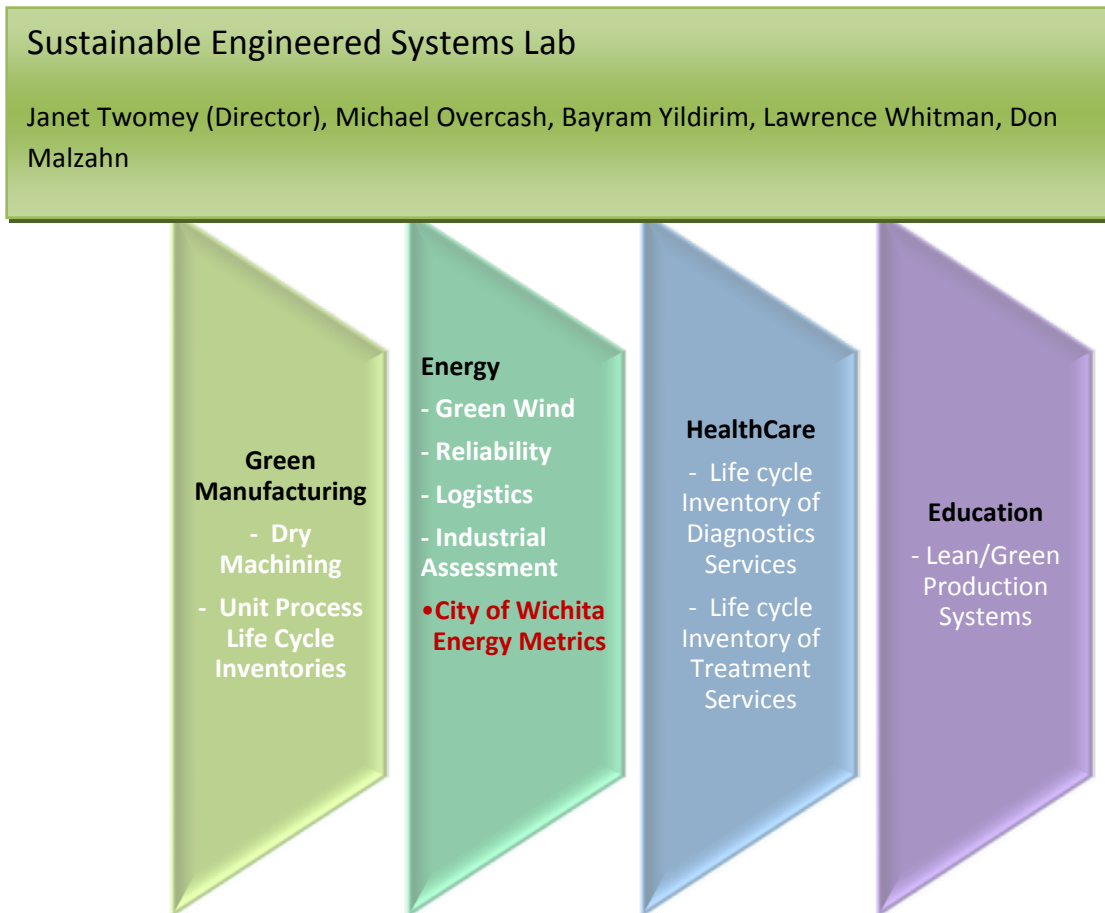 Sustainable Engineered Systems Lab
Janet Twomey (Director), Michael Overcash, Bayram Yildirim, Lawrence Whitman, Don
Malzahn
Green
Manufacturing
- Dry
Machining
- Unit Process
Life Cycle
Inventories
Energy
- Green Wind
- Reliability
- Logistics
- Industrial
Assessment
•City of Wichita
Energy Metrics
HealthCare
- Life cycle
Inventory of
Diagnostics
Services
- Life cycle
Inventory of
Treatment
Services
Education
- Lean/Green
Production
Systems